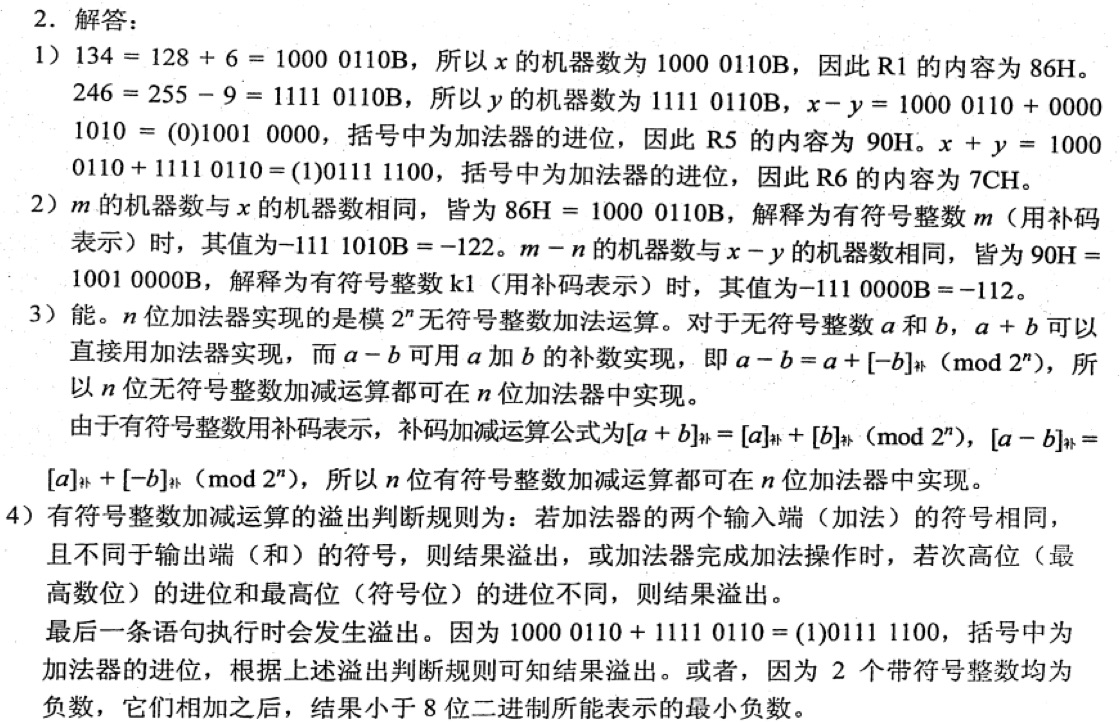 2．解答：
1）134 = 128 + 6 = 1000 0110B，所以 x 的机器数为 1000 0110B，因此 R1 的内容为 86H。
246 = 255 − 9 = 1111 0110B，所以 y 的机器数为 1111 0110B，x − y = 1000 0110 + 0000
1010 = (0)1001 0000，括号中为加法器的进位，因此 R5 的内容为 90H。x + y = 1000
0110 + 1111 0110 = (1)0111 1100，括号中为加法器的进位，因此 R6 的内容为 7CH。
2）m 的机器数与 x 的机器数相同，皆为 86H = 1000 0110B，解释为有符号整数 m（用补码
表示）时，其值为−111 1010B = −122。m − n 的机器数与 x − y 的机器数相同，皆为 90H =
1001 0000B，解释为有符号整数 k1（用补码表示）时，其值为−111 0000B = −112。
3）能。n 位加法器实现的是模 2ⁿ 无符号整数加法运算。对于无符号整数 a 和 b，a + b 可以
直接用加法器实现，而 a − b 可用 a 加 b 的补数实现，即 a − b = a + [−b]补（mod 2ⁿ），所
以 n 位无符号整数加减运算都可在 n 位加法器中实现。
由于有符号整数用补码表示，补码加减运算公式为[a + b]补 = [a]补 + [b]补（mod 2ⁿ），[a − b]补 =
[a]补 + [−b]补（mod 2ⁿ），所以 n 位有符号整数加减运算都可在 n 位加法器中实现。
4）有符号整数加减运算的溢出判断规则为：若加法器的两个输入端（加法）的符号相同，
且不同于输出端（和）的符号，则结果溢出，或加法器完成加法操作时，若次高位（最
高数位）的进位和最高位（符号位）的进位不同，则结果溢出。
最后一条语句执行时会发生溢出。因为 1000 0110 + 1111 0110 = (1)0111 1100，括号中为
加法器的进位，根据上述溢出判断规则可知结果溢出。或者，因为 2 个带符号整数均为
负数，它们相加之后，结果小于 8 位二进制所能表示的最小负数。